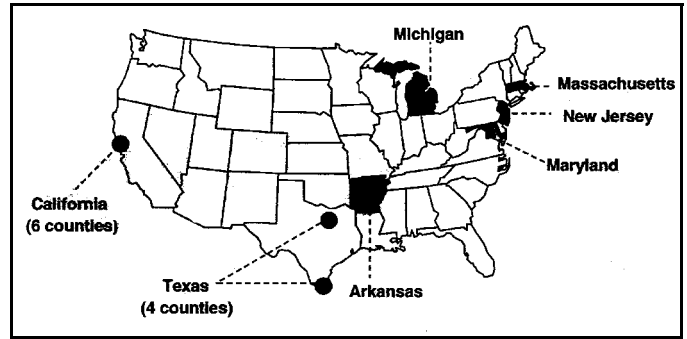 Michigan
Massachusetts
New Jersey
Maryland
California
(6 counties)
Texas
(4 counties)
Arkansas